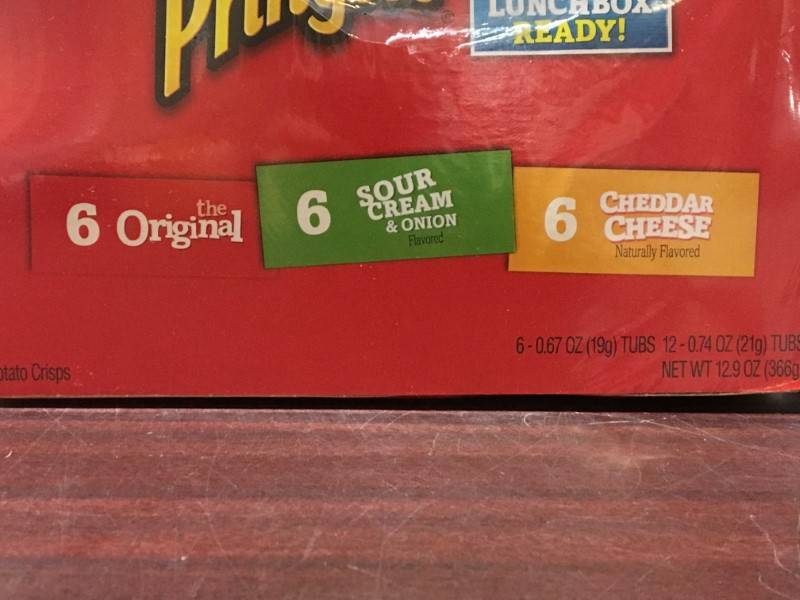 LUNCHBOX
READY!
6 the Original
6 SOUR CREAM & ONION
Flavored
6 CHEDDAR CHEESE
Naturally Flavored
6 - 0.67 OZ (19g) TUBS 12 - 0.74 OZ (21g) TUBS
NET WT 12.9 OZ (366g
Crisps